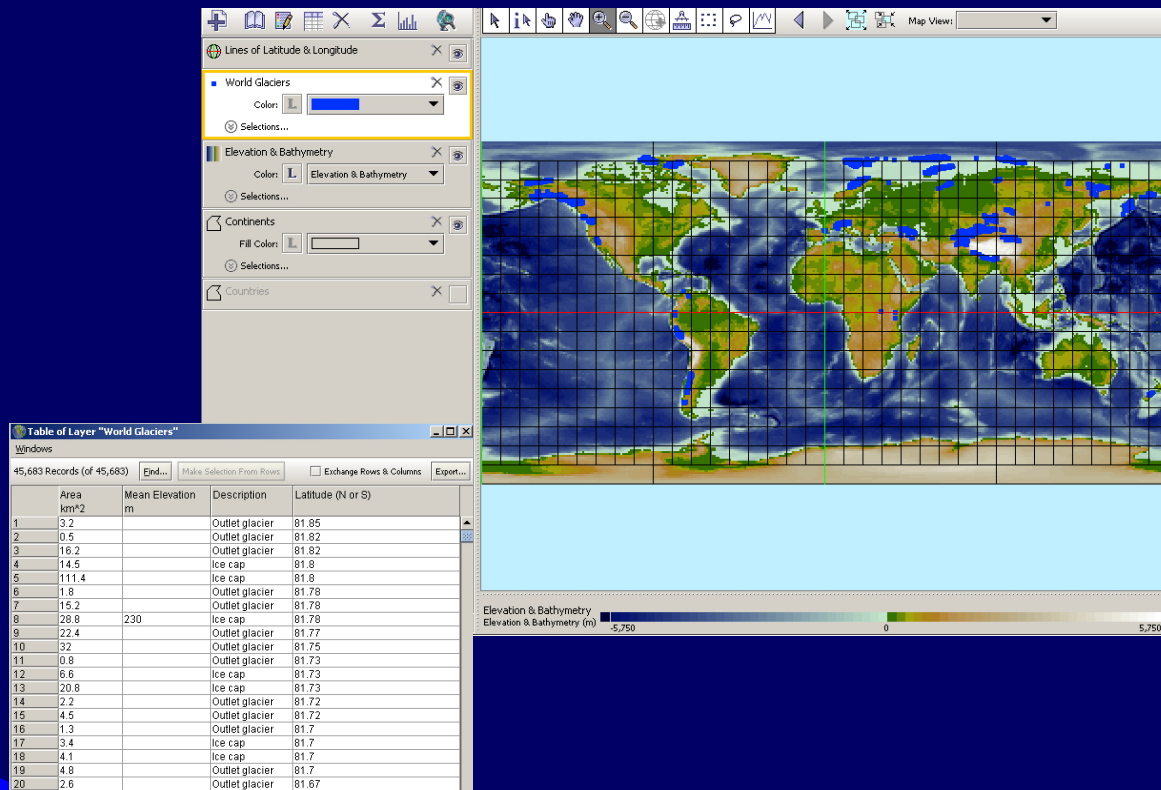 Map View:
Lines of Latitude & Longitude
World Glaciers
Color: L
Selections...
Elevation & Bathymetry
Color: L Elevation & Bathymetry
Selections...
Continents
Fill Color: L
Selections...
Countries
Elevation & Bathymetry
Elevation & Bathymetry (m)
-5,750 0 5,750
Table of Layer "World Glaciers"
Windows
45,683 Records (of 45,683) Find... Make Selection From Rows Exchange Rows & Columns Export...
Area Mean Elevation Description Latitude (N or S)
km^2 m
1 3.2 Outlet glacier 81.85
2 0.5 Outlet glacier 81.82
3 16.2 Outlet glacier 81.82
4 14.5 Ice cap 81.8
5 111.4 Ice cap 81.8
6 1.8 Outlet glacier 81.78
7 15.2 Outlet glacier 81.78
8 28.8 230 Ice cap 81.78
9 22.4 Outlet glacier 81.77
10 32 Outlet glacier 81.75
11 0.8 Outlet glacier 81.73
12 6.6 Ice cap 81.73
13 20.8 Ice cap 81.73
14 2.2 Outlet glacier 81.72
15 4.5 Outlet glacier 81.72
16 1.3 Outlet glacier 81.7
17 3.4 Ice cap 81.7
18 4.1 Ice cap 81.7
19 4.8 Outlet glacier 81.7
20 2.6 Outlet glacier 81.67